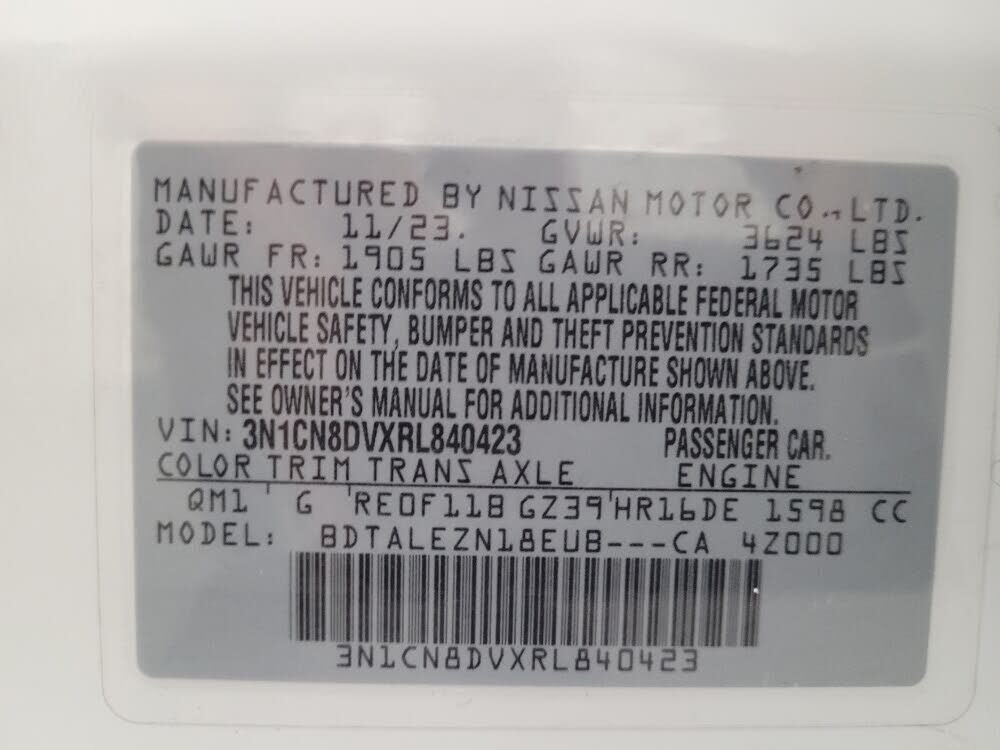 MANUFACTURED BY NISSAN MOTOR CO., LTD.
DATE: 11/23. GVWR: 3624 LBS
GAWR FR: 1905 LBS GAWR RR: 1735 LBS
THIS VEHICLE CONFORMS TO ALL APPLICABLE FEDERAL MOTOR
VEHICLE SAFETY, BUMPER AND THEFT PREVENTION STANDARDS
IN EFFECT ON THE DATE OF MANUFACTURE SHOWN ABOVE.
SEE OWNER'S MANUAL FOR ADDITIONAL INFORMATION.
VIN: 3N1CN8DVXRL840423 PASSENGER CAR.
COLOR TRIM TRANS AXLE ENGINE
QM1 G RE0F11B GZ39 HR16DE 1598 CC
MODEL: BDTALEZN18EUB---CA 4Z000
3N1CN8DVXRL840423